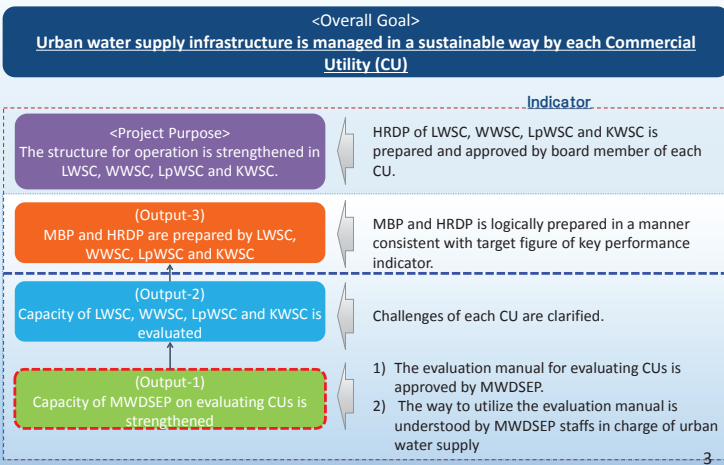 <Overall Goal>
Urban water supply infrastructure is managed in a sustainable way by each Commercial
Utility (CU)
Indicator
<Project Purpose>
The structure for operation is strengthened in
LWSC, WWSC, LpWSC and KWSC.
HRDP of LWSC, WWSC, LpWSC and KWSC is
prepared and approved by board member of each
CU.
(Output-3)
MBP and HRDP are prepared by LWSC,
WWSC, LpWSC and KWSC
MBP and HRDP is logically prepared in a manner
consistent with target figure of key performance
indicator.
(Output-2)
Capacity of LWSC, WWSC, LpWSC and KWSC is
evaluated
Challenges of each CU are clarified.
(Output-1)
Capacity of MWDSEP on evaluating CUs is
strengthened
1) The evaluation manual for evaluating CUs is
approved by MWDSEP.
2) The way to utilize the evaluation manual is
understood by MWDSEP staffs in charge of urban
water supply
3